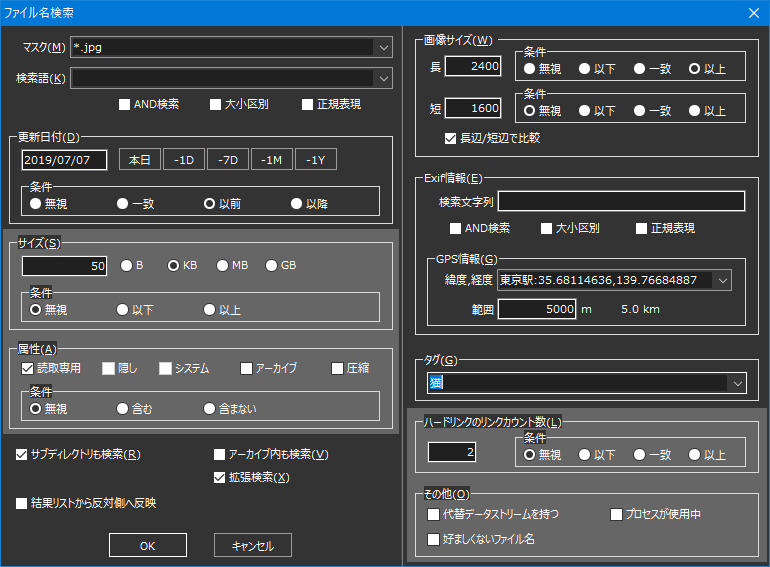 ファイル名検索
マスク(M) *.jpg
検索語(K)
AND検索 大小区別 正規表現
更新日付(D)
2019/07/07 本日 -1D -7D -1M -1Y
条件
無視 一致 以前 以降
サイズ(S)
50 B KB MB GB
条件
無視 以下 以上
属性(A)
読取専用 隠し システム アーカイブ 圧縮
条件
無視 含む 含まない
サブディレクトリも検索(R) アーカイブ内も検索(V)
拡張検索(X)
結果リストから反対側へ反映
OK キャンセル
画像サイズ(W)
条件
長 2400 無視 以下 一致 以上
条件
短 1600 無視 以下 一致 以上
長辺/短辺で比較
Exif情報(E)
検索文字列
AND検索 大小区別 正規表現
GPS情報(G)
緯度,経度 東京駅:35.68114636,139.76684887
範囲 5000 m 5.0 km
タグ(G)
猫
ハードリンクのリンクカウント数(L)
条件
2 無視 以下 一致 以上
その他(O)
代替データストリームを持つ プロセスが使用中
好ましくないファイル名